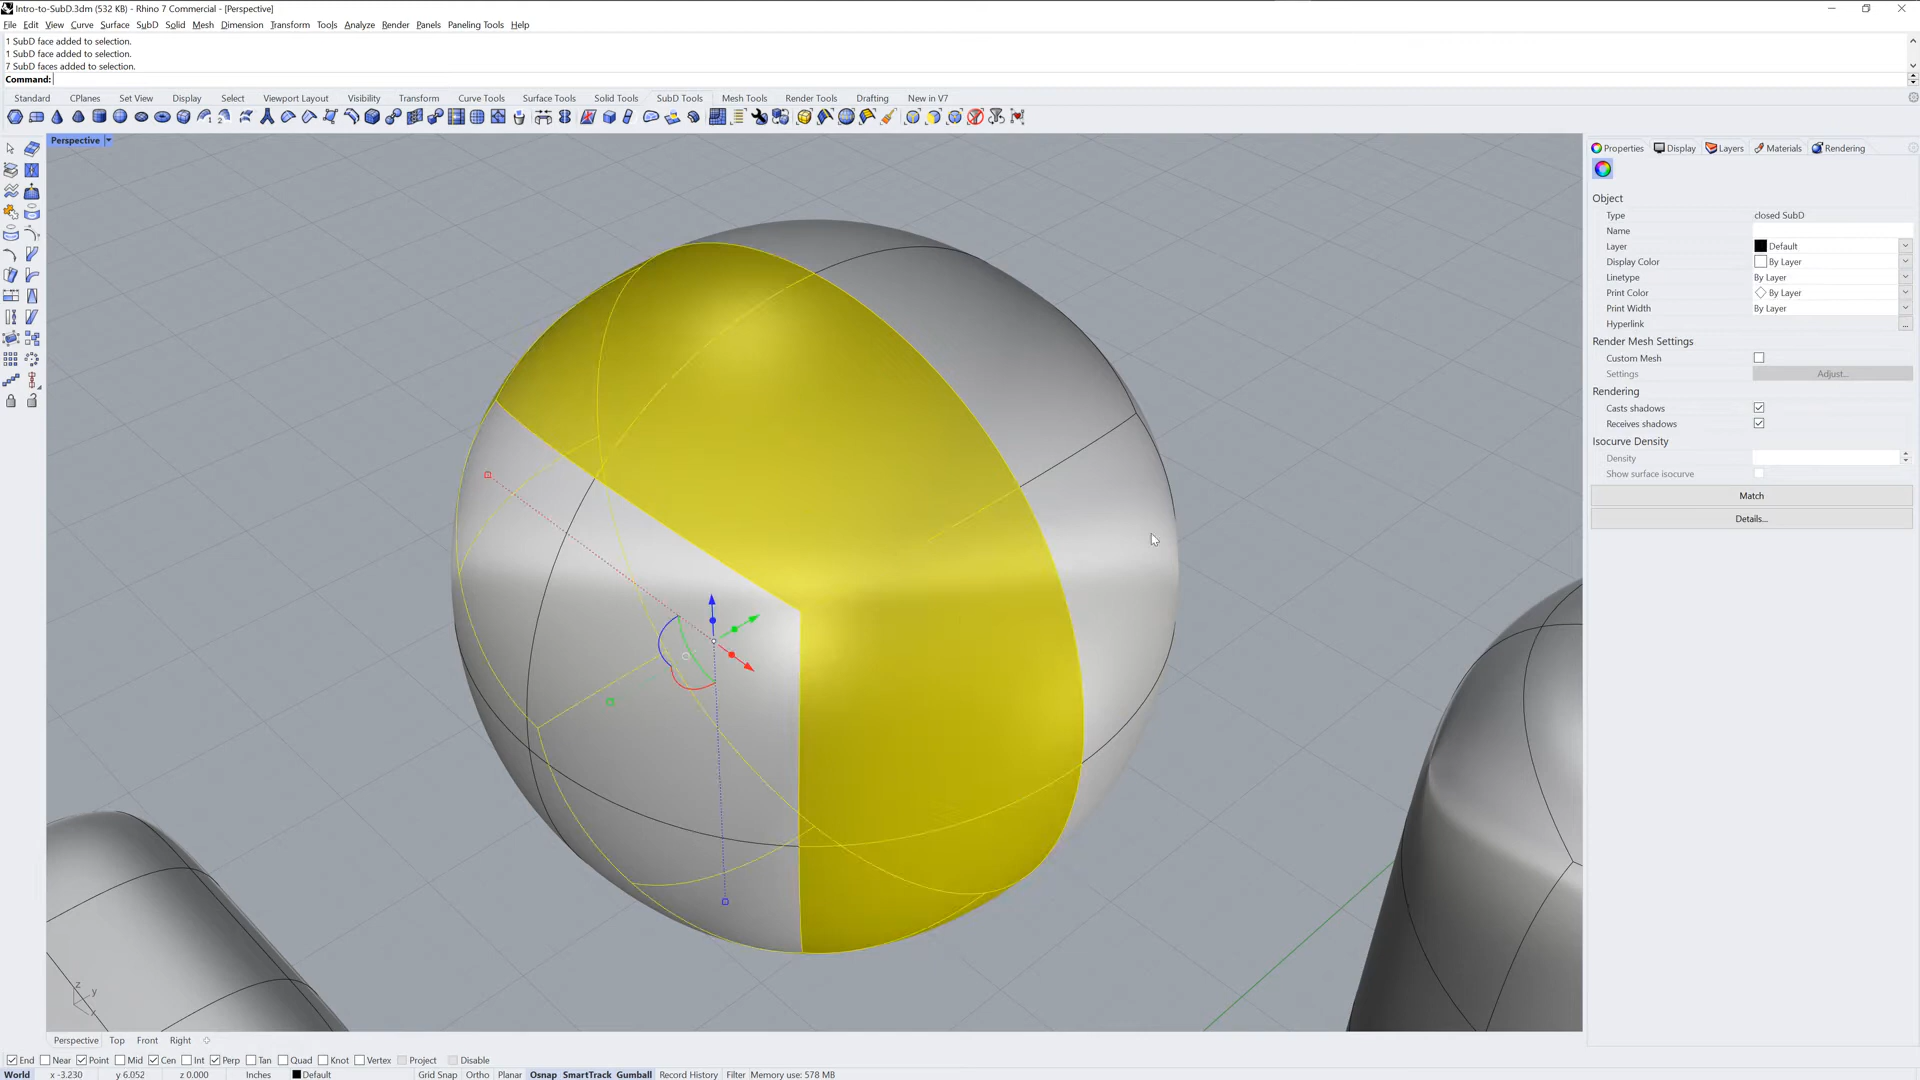 Intro-to-SubD.3dm (532 KB) - Rhino 7 Commercial - [Perspective]
File Edit View Curve Surface SubD Solid Mesh Dimension Transform Tools Analyze Render Panels Paneling Tools Help
1 SubD face added to selection.
1 SubD face added to selection.
7 SubD faces added to selection.
Command:
Standard CPlanes Set View Display Select Viewport Layout Visibility Transform Curve Tools Surface Tools Solid Tools SubD Tools Mesh Tools Render Tools Drafting New in V7
Perspective
Properties Display Layers Materials Rendering
Object
Type closed SubD
Name
Layer Default
Display Color By Layer
Linetype By Layer
Print Color By Layer
Print Width By Layer
Hyperlink ...
Render Mesh Settings
Custom Mesh
Settings Adjust...
Rendering
Casts shadows
Receives shadows
Isocurve Density
Density
Show surface isocurve
Match
Details...
z
y
x
Perspective Top Front Right
End Near Point Mid Cen Int Perp Tan Quad Knot Vertex Project Disable
World x -3.230 y 6.052 z 0.000 Inches Default Grid Snap Ortho Planar Osnap SmartTrack Gumball Record History Filter Memory use: 578 MB